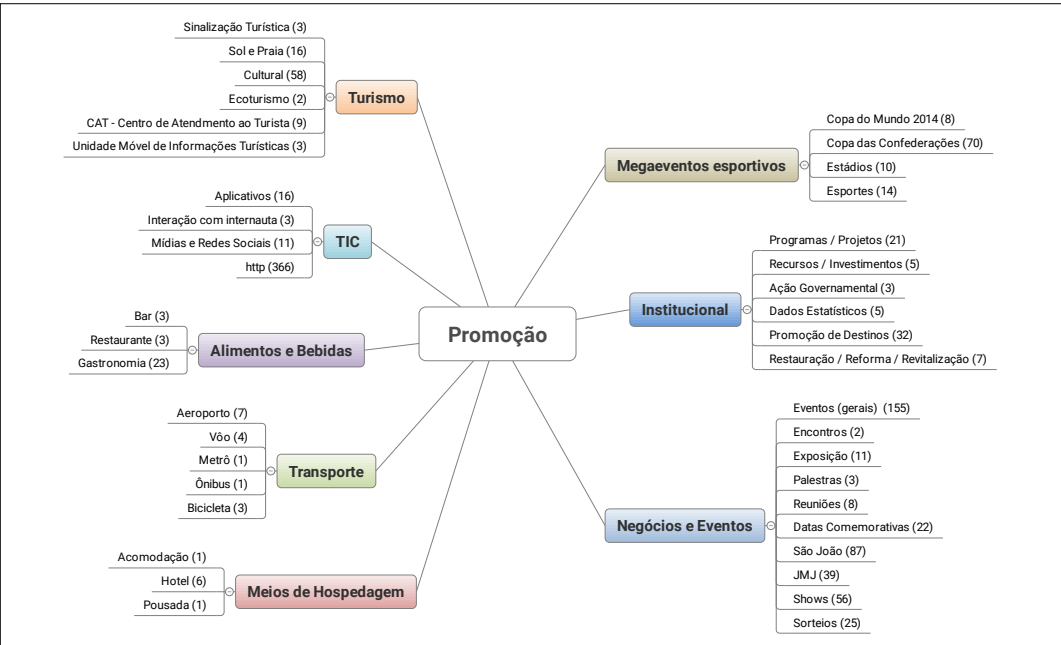 Promoção
Turismo
Sinalização Turística (3)
Sol e Praia (16)
Cultural (58)
Ecoturismo (2)
CAT - Centro de Atendmento ao Turista (9)
Unidade Móvel de Informações Turísticas (3)
TIC
Aplicativos (16)
Interação com internauta (3)
Mídias e Redes Sociais (11)
http (366)
Alimentos e Bebidas
Bar (3)
Restaurante (3)
Gastronomia (23)
Transporte
Aeroporto (7)
Vôo (4)
Metrô (1)
Ônibus (1)
Bicicleta (3)
Meios de Hospedagem
Acomodação (1)
Hotel (6)
Pousada (1)
Megaeventos esportivos
Copa do Mundo 2014 (8)
Copa das Confederações (70)
Estádios (10)
Esportes (14)
Institucional
Programas / Projetos (21)
Recursos / Investimentos (5)
Ação Governamental (3)
Dados Estatísticos (5)
Promoção de Destinos (32)
Restauração / Reforma / Revitalização (7)
Negócios e Eventos
Eventos (gerais) (155)
Encontros (2)
Exposição (11)
Palestras (3)
Reuniões (8)
Datas Comemorativas (22)
São João (87)
JMJ (39)
Shows (56)
Sorteios (25)